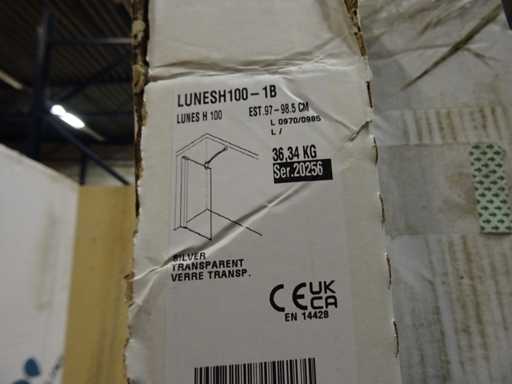 LUNESH100-1B
LUNES H 100
EST.97-98.5 CM
L 0970/0985
L /
36,34 KG
Ser.20256
SILVER
TRANSPARENT
VERRE TRANSP.
CE UK CA
EN 14428